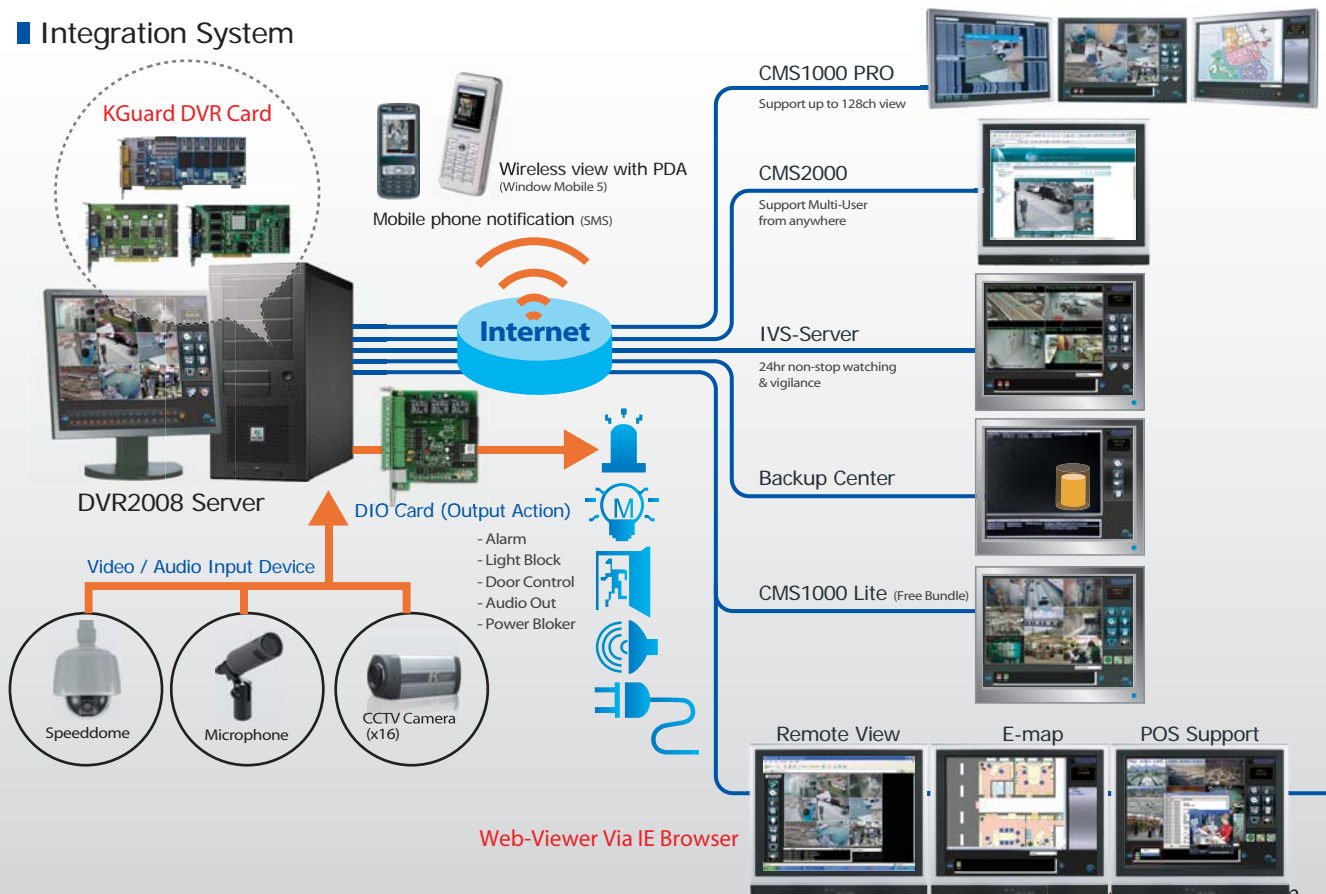 Integration System
KGuard DVR Card
Wireless view with PDA
(Window Mobile 5)
Mobile phone notification (SMS)
Internet
CMS1000 PRO
Support up to 128ch view
CMS2000
Support Multi-User
from anywhere
IVS-Server
24hr non-stop watching
& vigilance
Backup Center
CMS1000 Lite (Free Bundle)
DVR2008 Server
DIO Card (Output Action)
- Alarm
- Light Block
- Door Control
- Audio Out
- Power Bloker
M
Video / Audio Input Device
Speeddome
Microphone
CCTV Camera
(x16)
Remote View
E-map
POS Support
Web-Viewer Via IE Browser